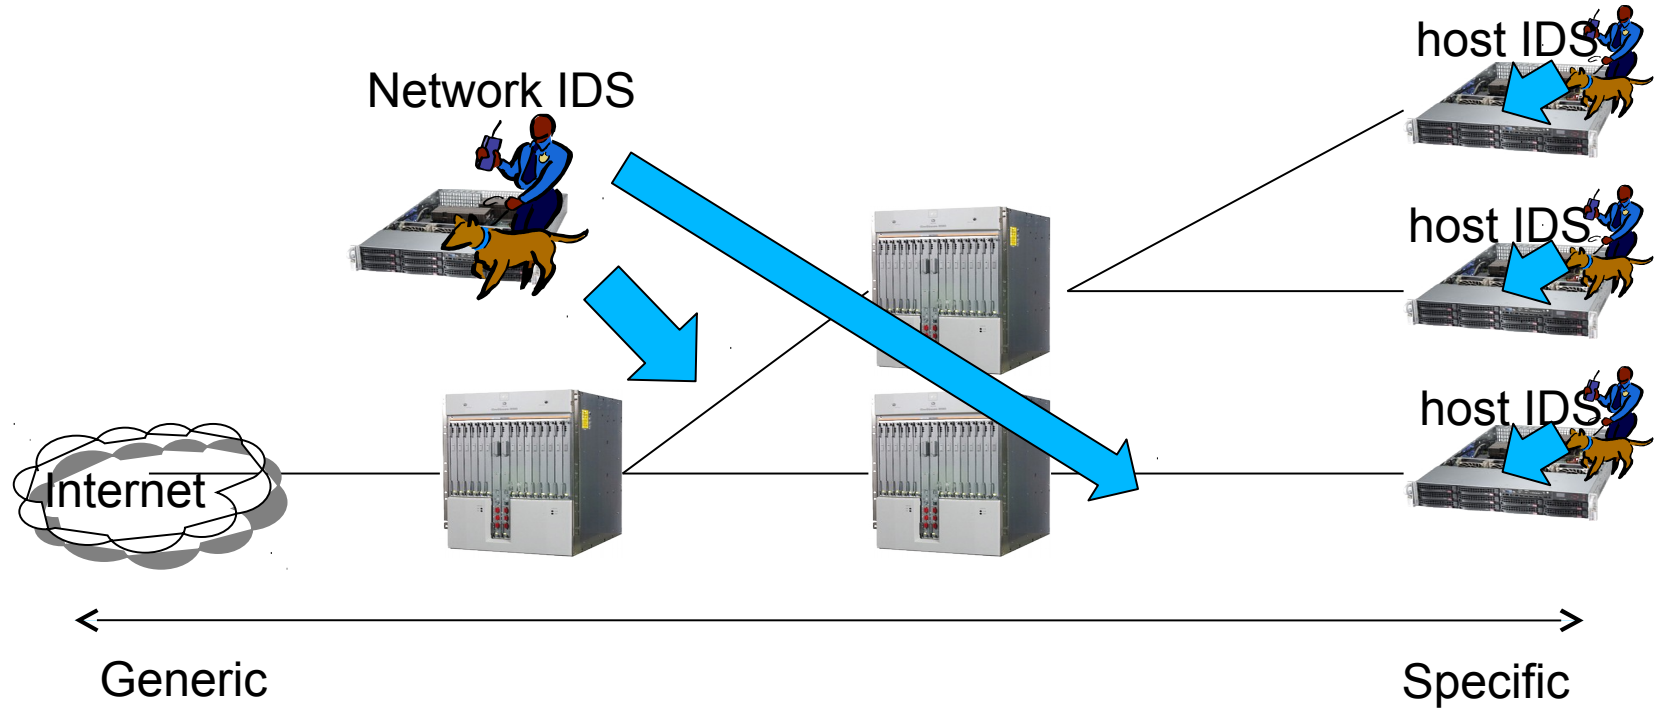 host IDS
Network IDS
host IDS
host IDS
Internet
Generic
Specific